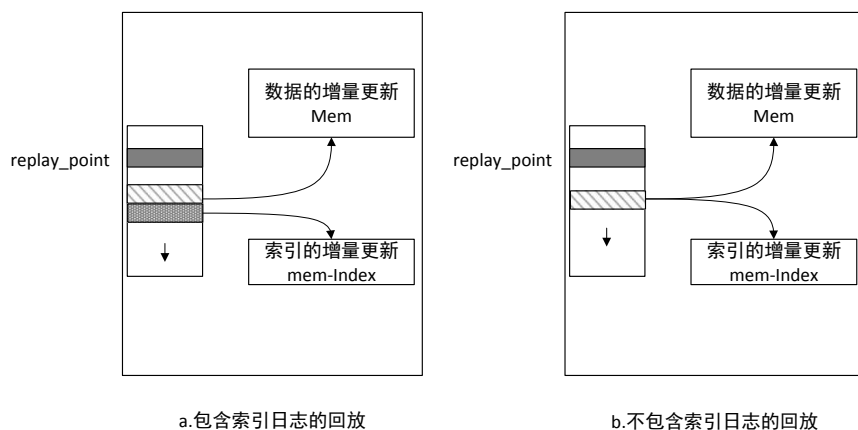 数据的增量更新
Mem
replay_point
索引的增量更新
mem-Index
a.包含索引日志的回放
数据的增量更新
Mem
replay_point
索引的增量更新
mem-Index
b.不包含索引日志的回放